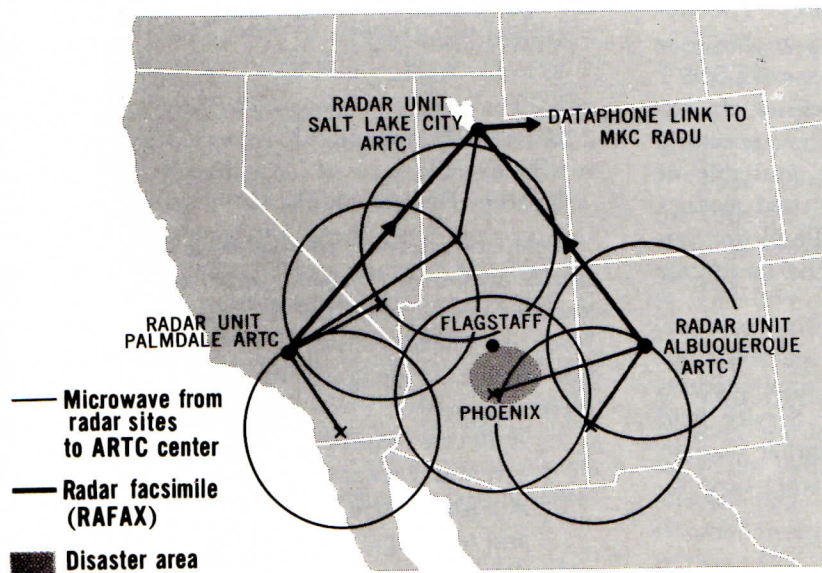 RADAR UNIT
SALT LAKE CITY
ARTC
DATAPHONE LINK TO
MKC RADU
RADAR UNIT
PALMDALE ARTC
FLAGSTAFF
RADAR UNIT
ALBUQUERQUE
ARTC
PHOENIX
Microwave from
radar sites
to ARTC center
Radar facsimile
(RAFAX)
Disaster area